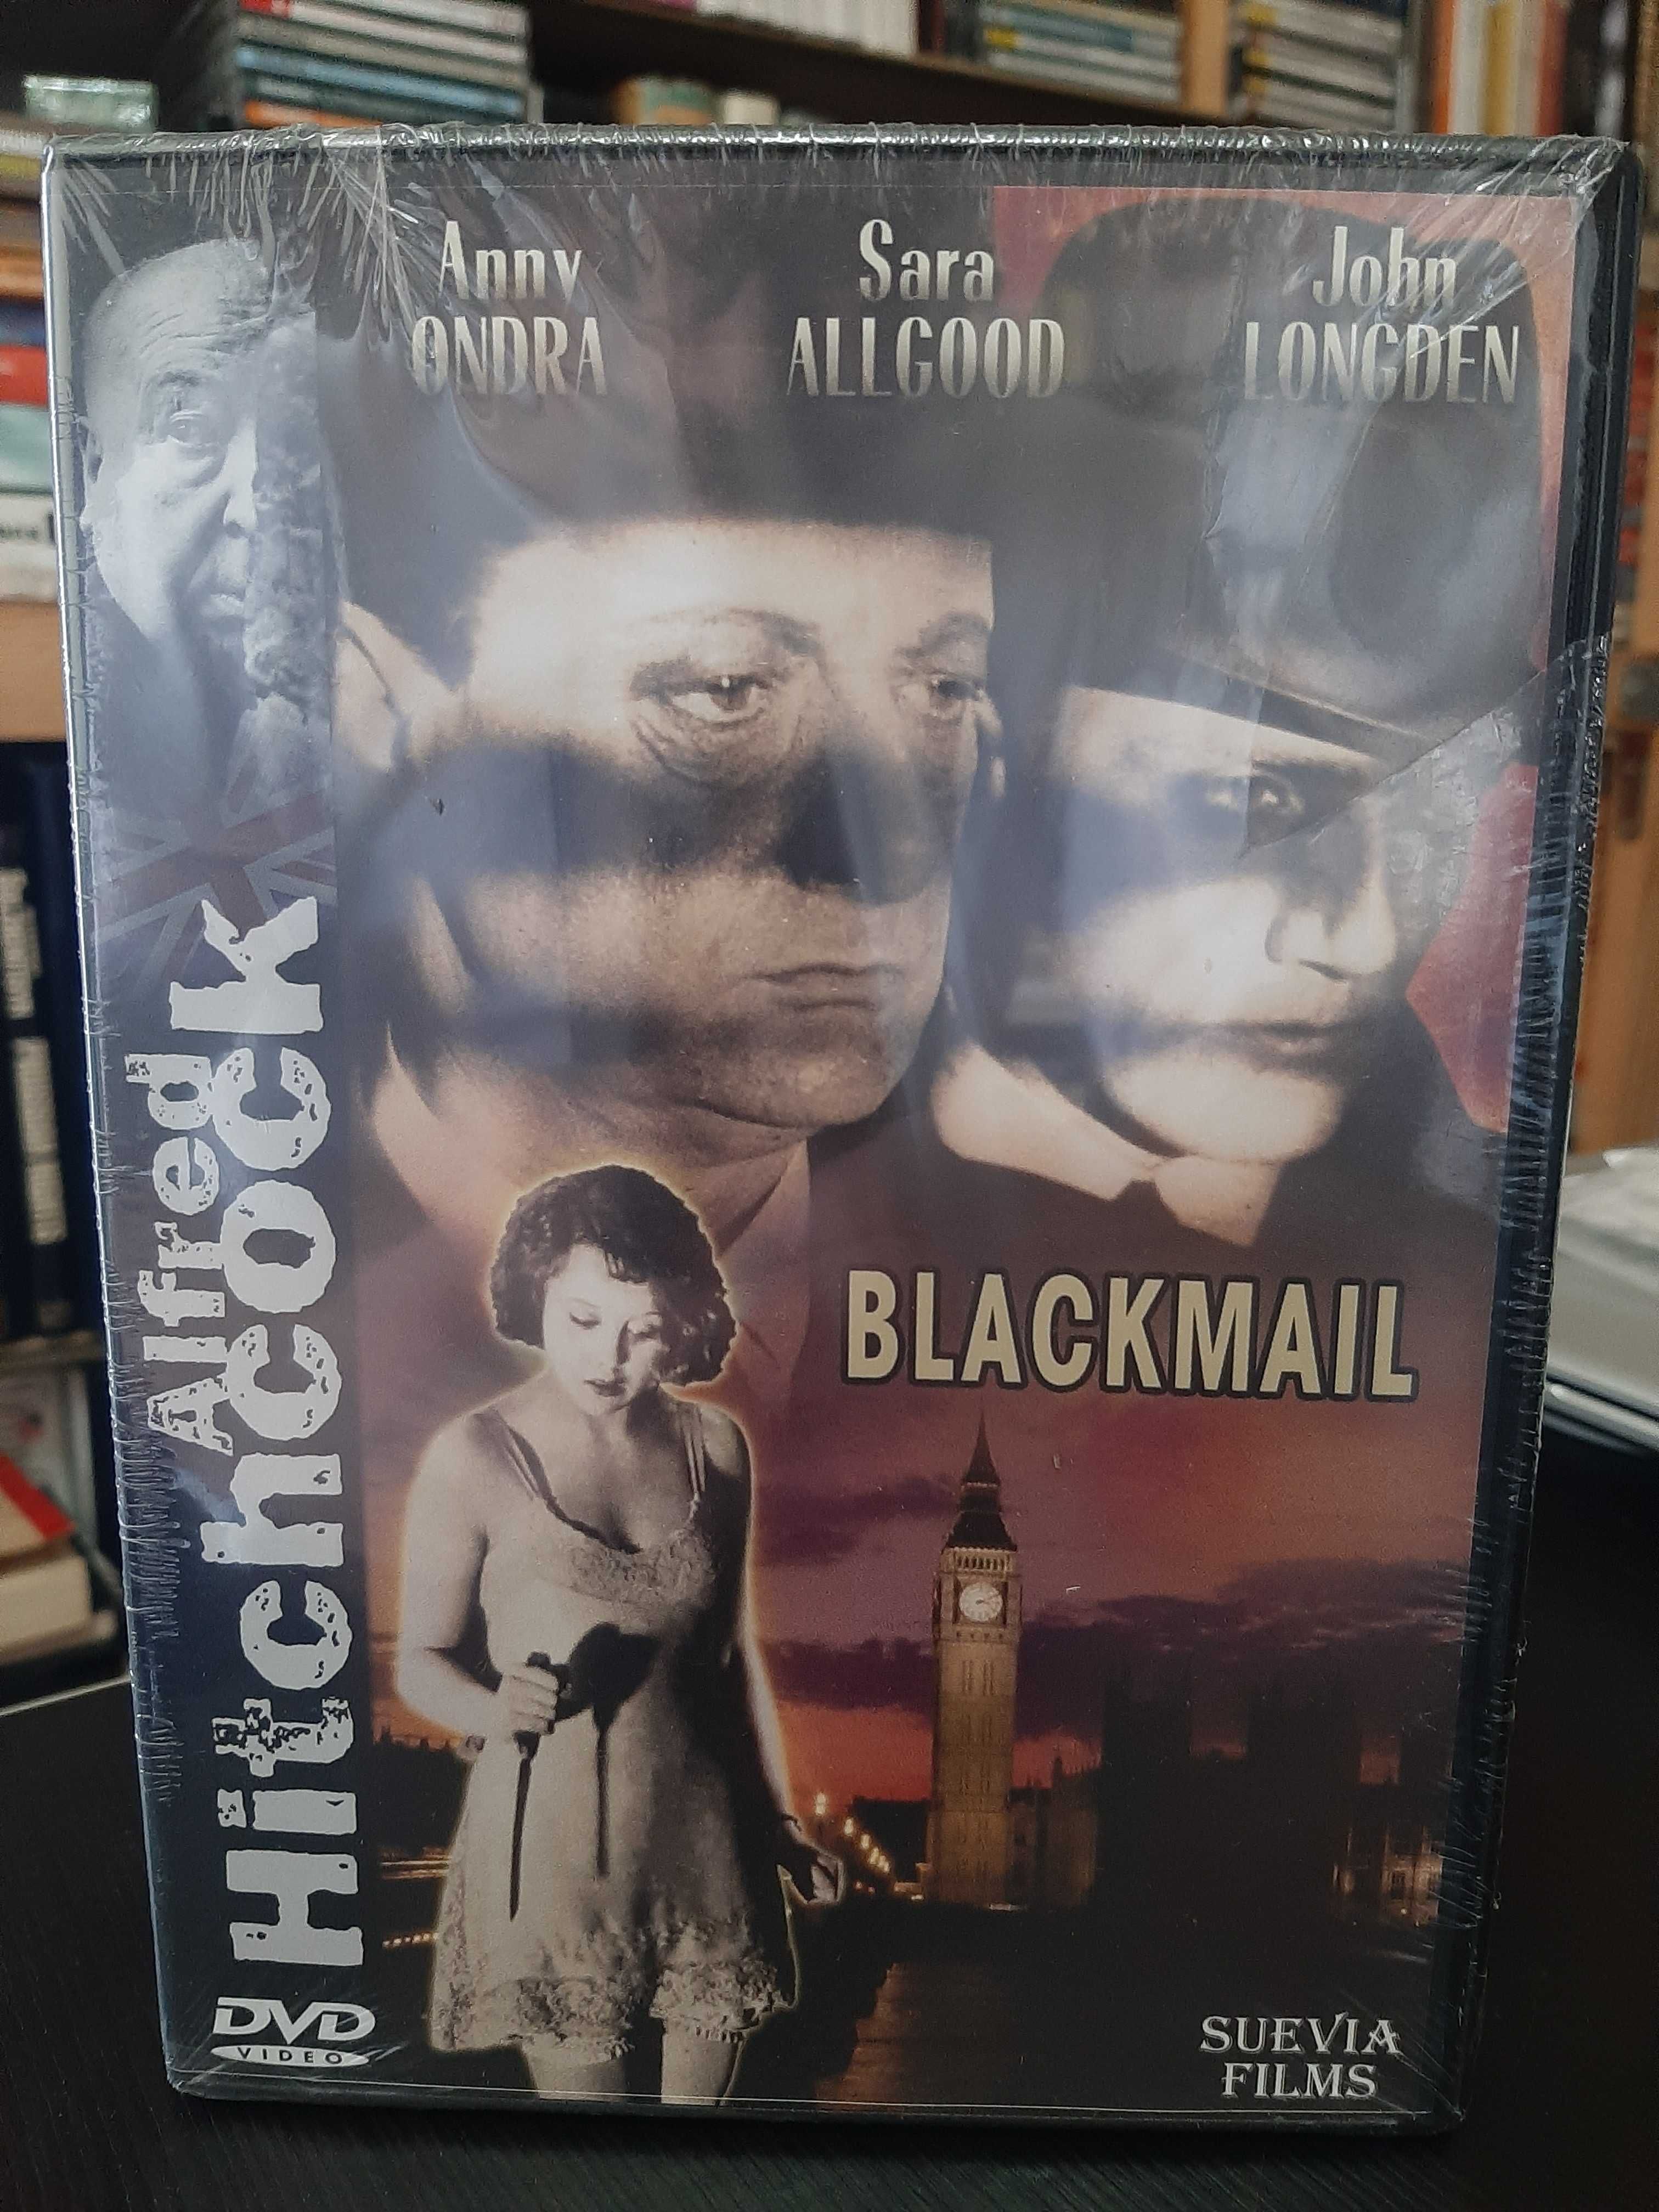 Anny
ONDRA
Sara
ALLGOOD
John
LONGDEN
Alfred
Hitchcock
BLACKMAIL
DVD
VIDEO
SUEVIA
FILMS